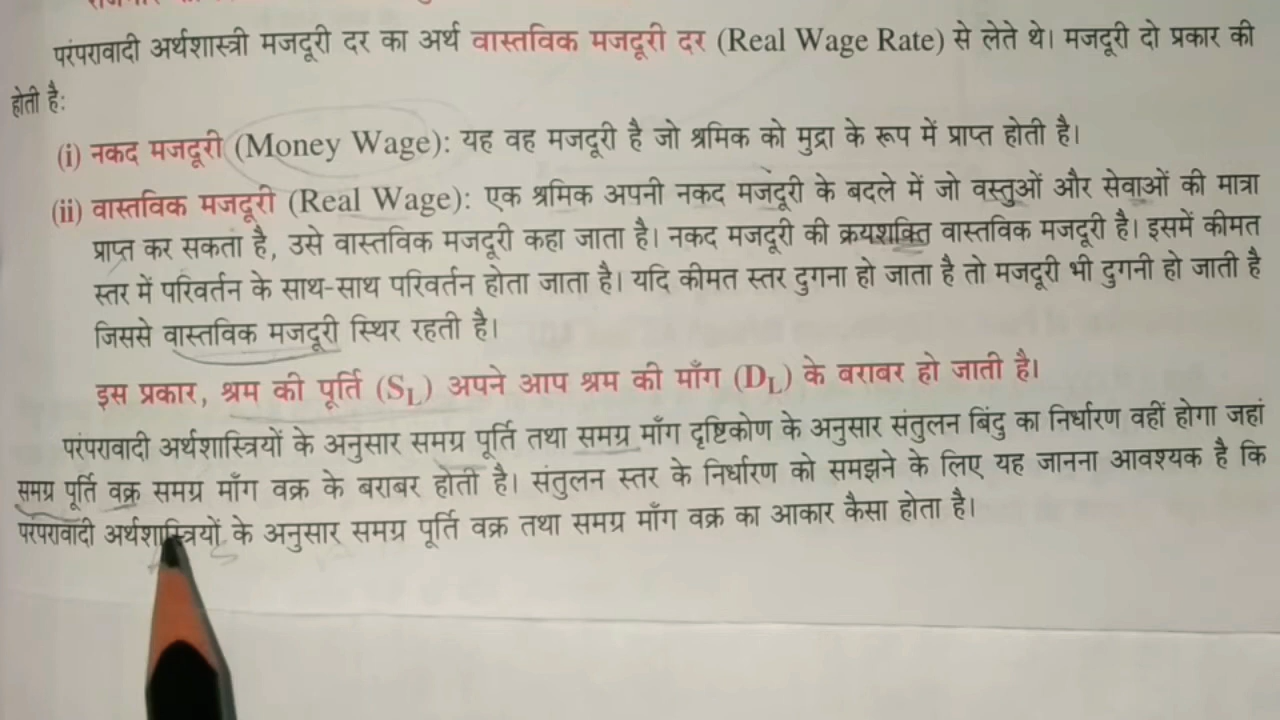 परंपरावादी अर्थशास्त्री मजदूरी दर का अर्थ वास्तविक मजदूरी दर (Real Wage Rate) से लेते थे। मजदूरी दो प्रकार की
होती है:
(i) नकद मजदूरी (Money Wage): यह वह मजदूरी है जो श्रमिक को मुद्रा के रूप में प्राप्त होती है।
(ii) वास्तविक मजदूरी (Real Wage): एक श्रमिक अपनी नकद मजदूरी के बदले में जो वस्तुओं और सेवाओं की मात्रा
प्राप्त कर सकता है, उसे वास्तविक मजदूरी कहा जाता है। नकद मजदूरी की क्रयशक्ति वास्तविक मजदूरी है। इसमें कीमत
स्तर में परिवर्तन के साथ-साथ परिवर्तन होता जाता है। यदि कीमत स्तर दुगना हो जाता है तो मजदूरी भी दुगनी हो जाती है
जिससे वास्तविक मजदूरी स्थिर रहती है।
इस प्रकार, श्रम की पूर्ति (S_L) अपने आप श्रम की माँग (D_L) के बराबर हो जाती है।
परंपरावादी अर्थशास्त्रियों के अनुसार समग्र पूर्ति तथा समग्र माँग दृष्टिकोण के अनुसार संतुलन बिंदु का निर्धारण वहीं होगा जहां
समग्र पूर्ति वक्र समग्र माँग वक्र के बराबर होती है। संतुलन स्तर के निर्धारण को समझने के लिए यह जानना आवश्यक है कि
परंपरावादी अर्थशास्त्रियों के अनुसार समग्र पूर्ति वक्र तथा समग्र माँग वक्र का आकार कैसा होता है।